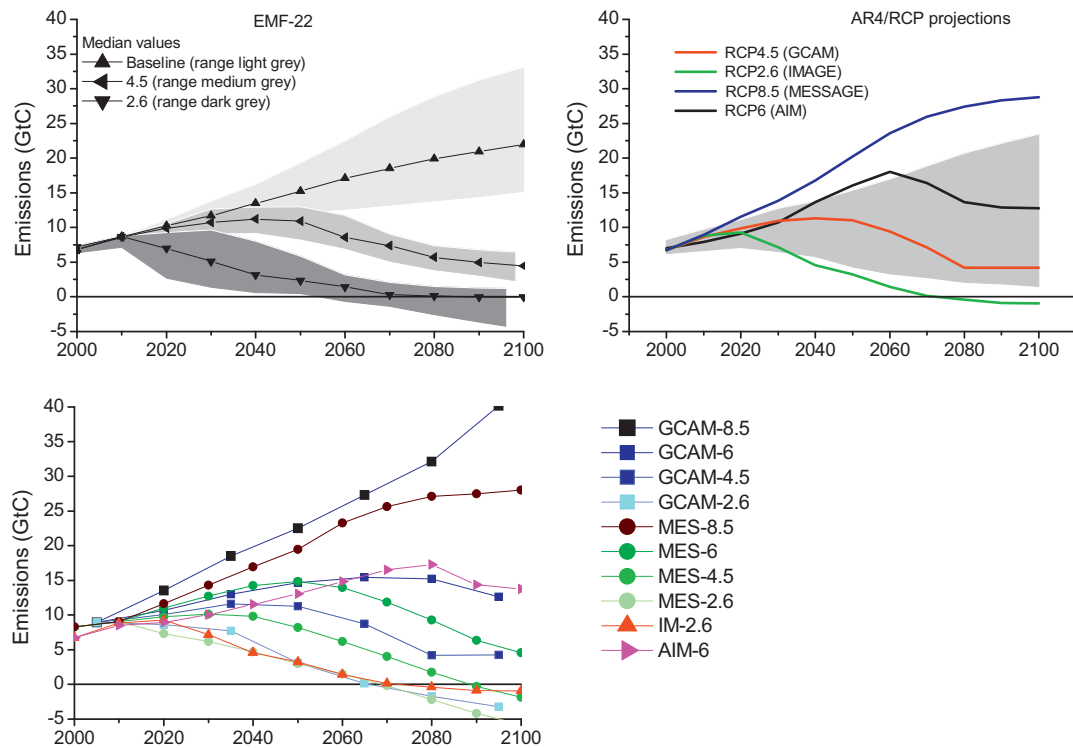 EMF-22
Median values
Baseline (range light grey)
4.5 (range medium grey)
2.6 (range dark grey)
Emissions (GtC)
40
35
30
25
20
15
10
5
0
-5
2000 2020 2040 2060 2080 2100
AR4/RCP projections
RCP4.5 (GCAM)
RCP2.6 (IMAGE)
RCP8.5 (MESSAGE)
RCP6 (AIM)
Emissions (GtC)
40
35
30
25
20
15
10
5
0
-5
2000 2020 2040 2060 2080 2100
Emissions (GtC)
40
35
30
25
20
15
10
5
0
-5
2000 2020 2040 2060 2080 2100
GCAM-8.5
GCAM-6
GCAM-4.5
GCAM-2.6
MES-8.5
MES-6
MES-4.5
MES-2.6
IM-2.6
AIM-6